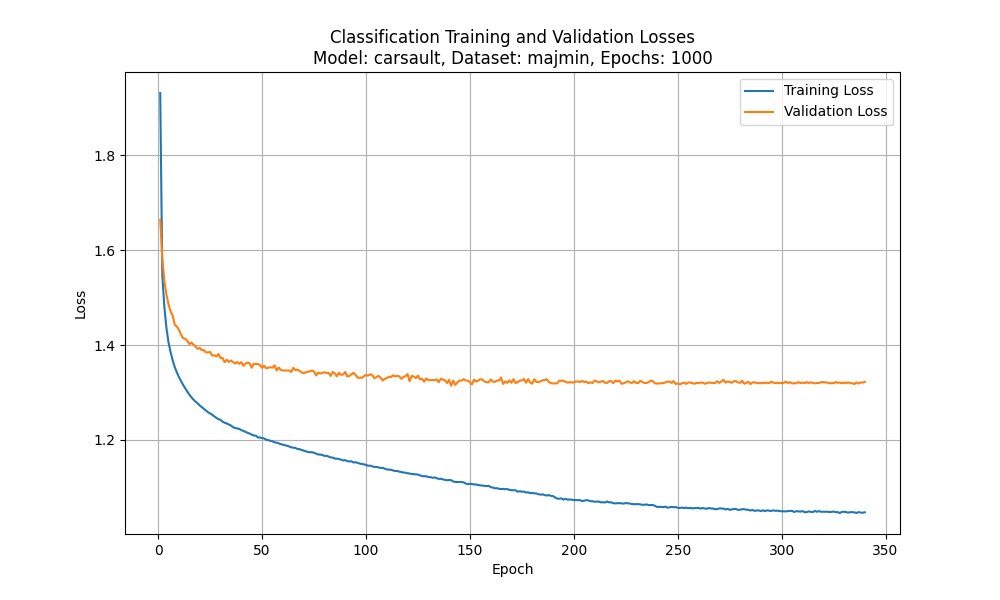 Classification Training and Validation Losses
Model: carsault, Dataset: majmin, Epochs: 1000
Training Loss
Validation Loss
1.8
1.6
1.4
1.2
Loss
0
50
100
150
200
250
300
350
Epoch